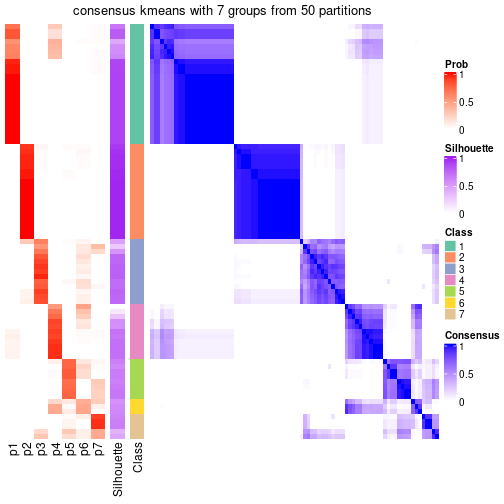 consensus kmeans with 7 groups from 50 partitions
Prob
1
0.5
0
Silhouette
1
0.5
0
Class
1
2
3
4
5
6
7
Consensus
1
0.5
0
p1
p2
p3
p4
p5
p6
p7
Silhouette
Class